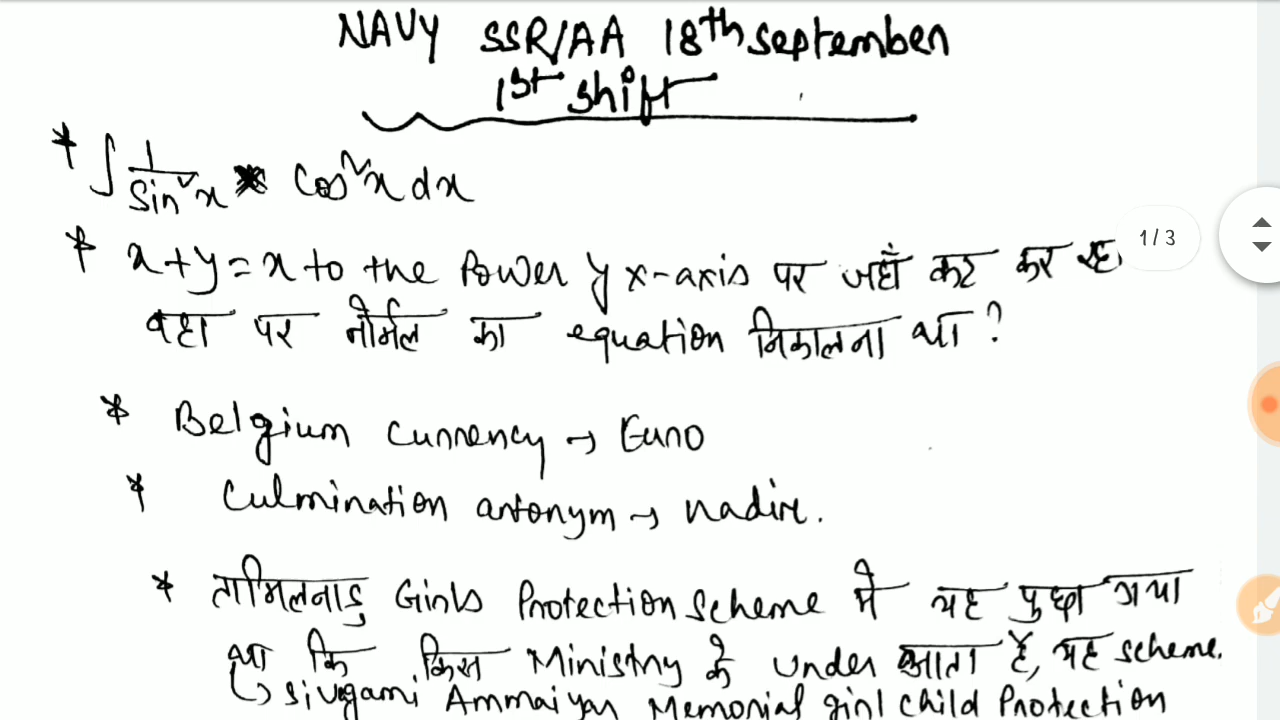 NAVY SSR/AA 18th september
1st shift
* ∫ 1/sin²x cos²x dx
1/3
* x+y=x to the Power y x-axis पर जहाँ कट कर रहा
वहा पर नॉर्मल का equation निकालना था?
* Belgium currency → Euro
* Culmination antonym → nadir.
* तामिलनाडु Girls Protection scheme में यह पुछा गया
था कि किस Ministry के under आता है, यह scheme.
↳ sivagami Ammaiyar Memorial girl child Protection